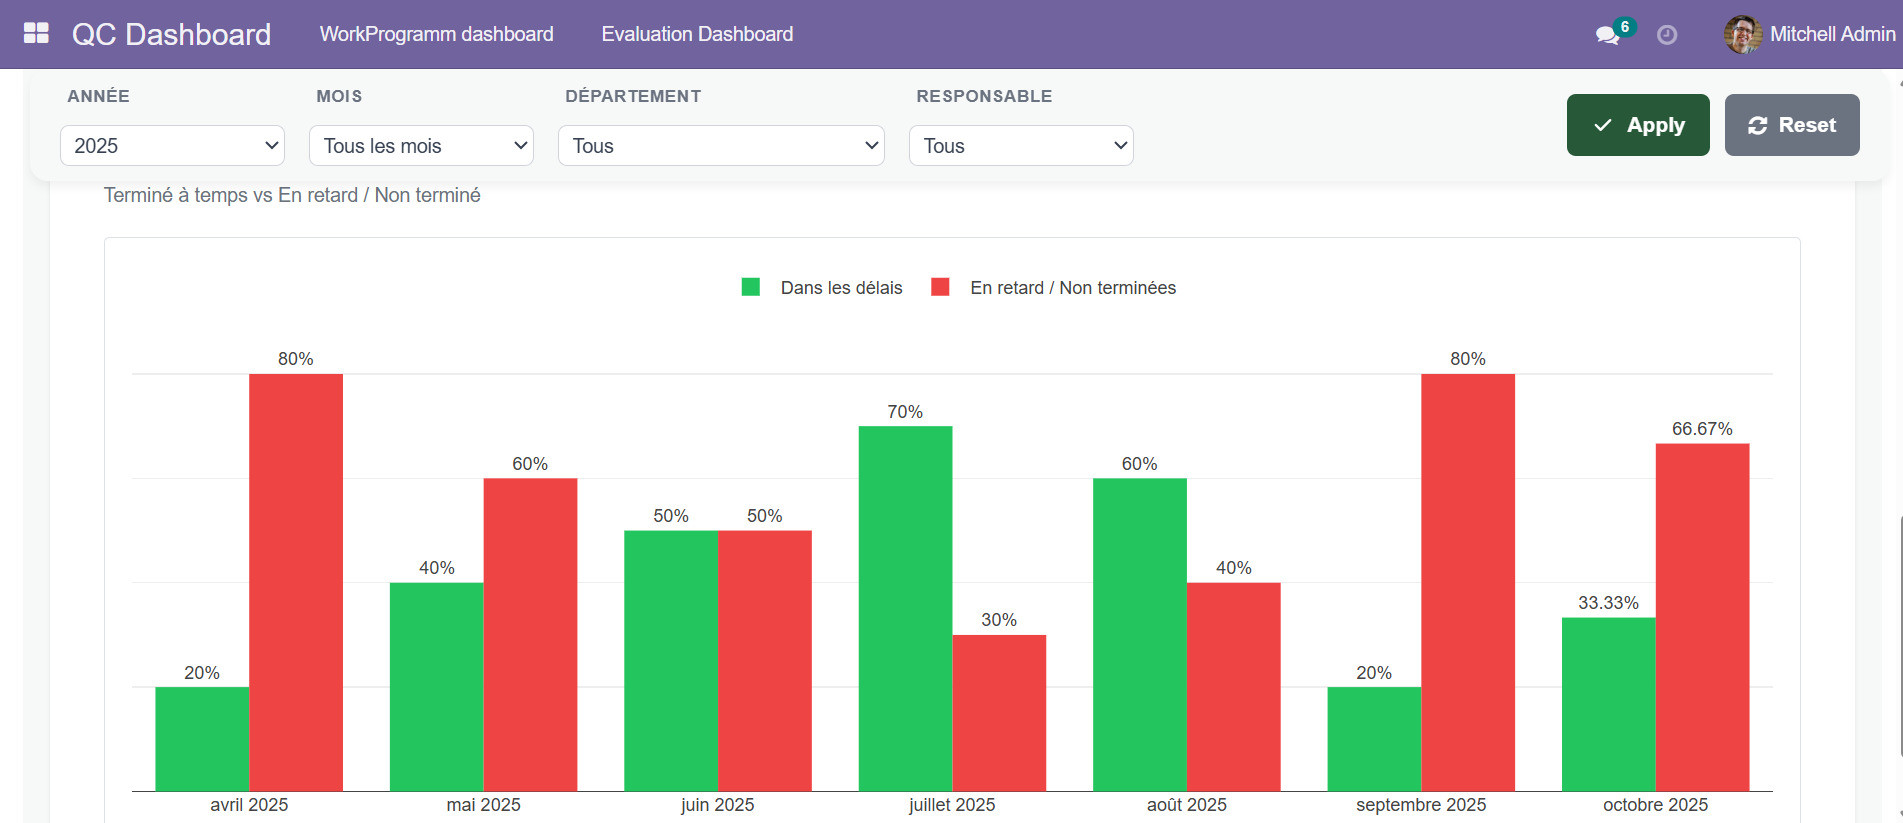 QC Dashboard WorkProgramm dashboard Evaluation Dashboard 6 Mitchell Admin
ANNÉE MOIS DÉPARTEMENT RESPONSABLE
2025 Tous les mois Tous Tous Apply Reset
Terminé à temps vs En retard / Non terminé
Dans les délais En retard / Non terminées
80% 80%
70%
66.67%
60% 60%
50% 50%
40% 40%
33.33%
30%
20% 20%
avril 2025 mai 2025 juin 2025 juillet 2025 août 2025 septembre 2025 octobre 2025